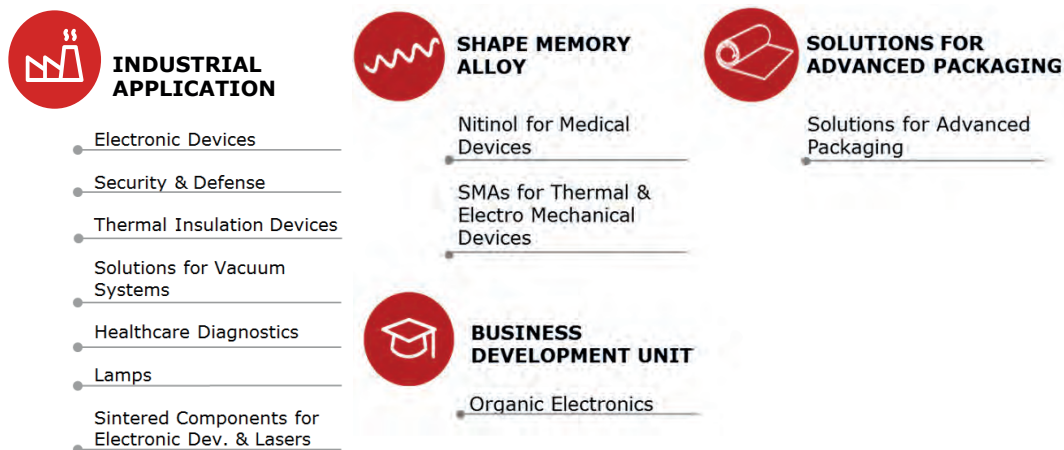 INDUSTRIAL
APPLICATION
Electronic Devices
Security & Defense
Thermal Insulation Devices
Solutions for Vacuum
Systems
Healthcare Diagnostics
Lamps
Sintered Components for
Electronic Dev. & Lasers
SHAPE MEMORY
ALLOY
Nitinol for Medical
Devices
SMAs for Thermal &
Electro Mechanical
Devices
BUSINESS
DEVELOPMENT UNIT
Organic Electronics
SOLUTIONS FOR
ADVANCED PACKAGING
Solutions for Advanced
Packaging